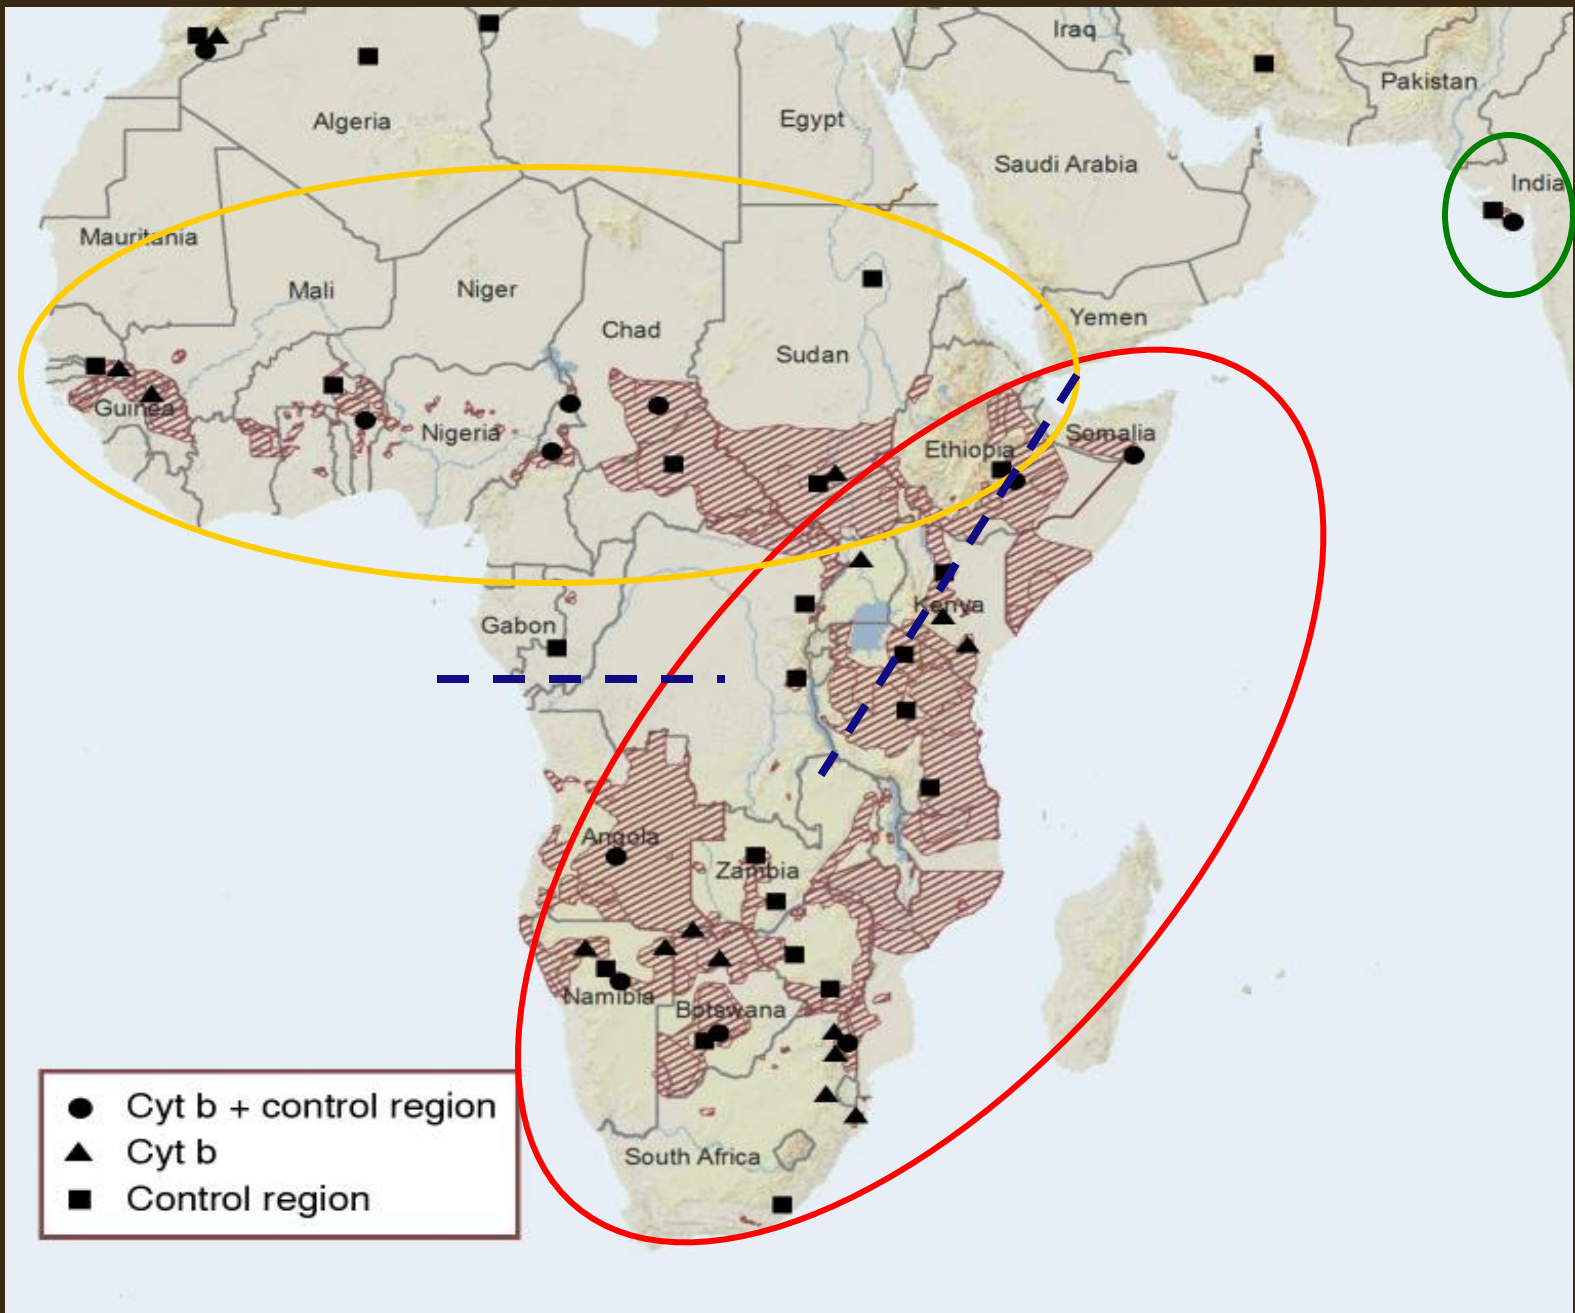 Iraq
Pakistan
Algeria
Egypt
Saudi Arabia
India
Mauritania
Mali
Niger
Yemen
Chad
Sudan
Guinea
Nigeria
Ethiopia
Somalia
Gabon
Kenya
Angola
Zambia
Namibia
Botswana
South Africa
Cyt b + control region
Cyt b
Control region